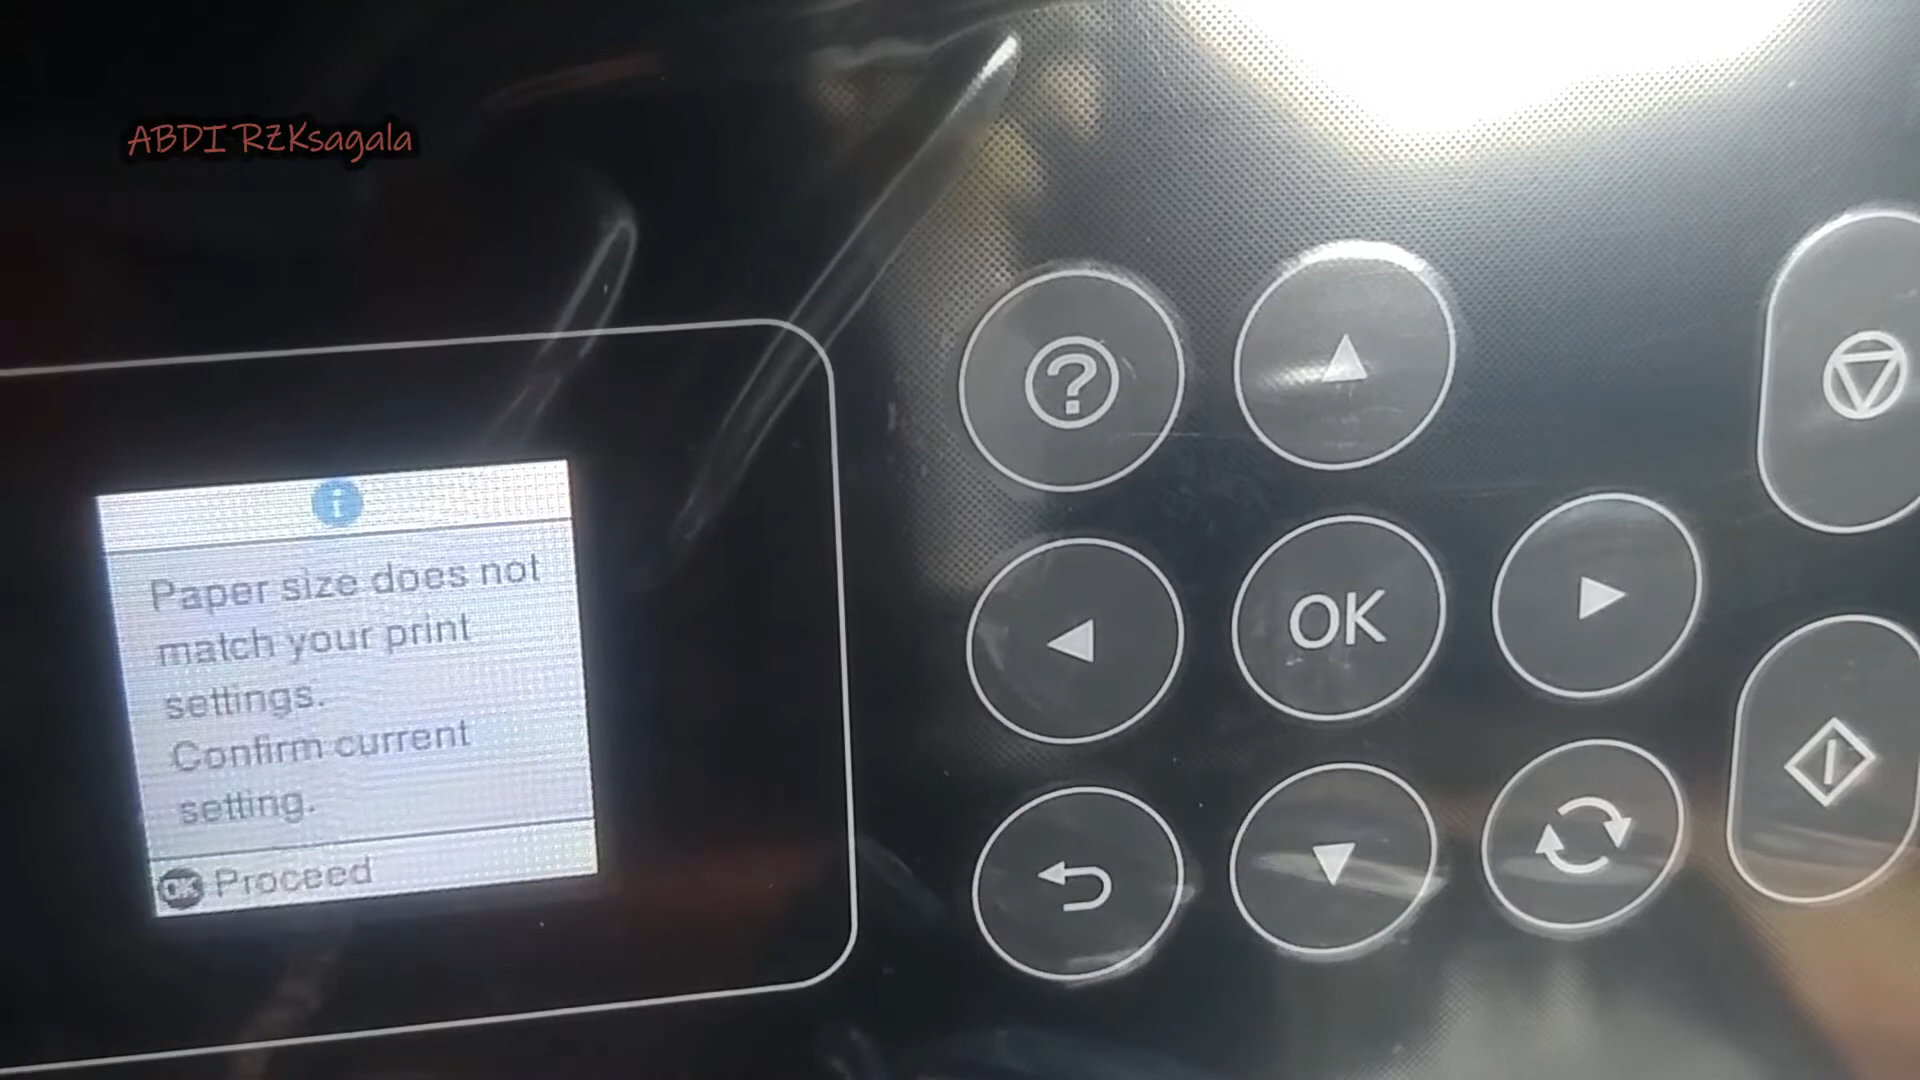 ABDI RZKsagala
i
Paper size does not
match your print
settings.
Confirm current
setting.
OK Proceed
?
OK